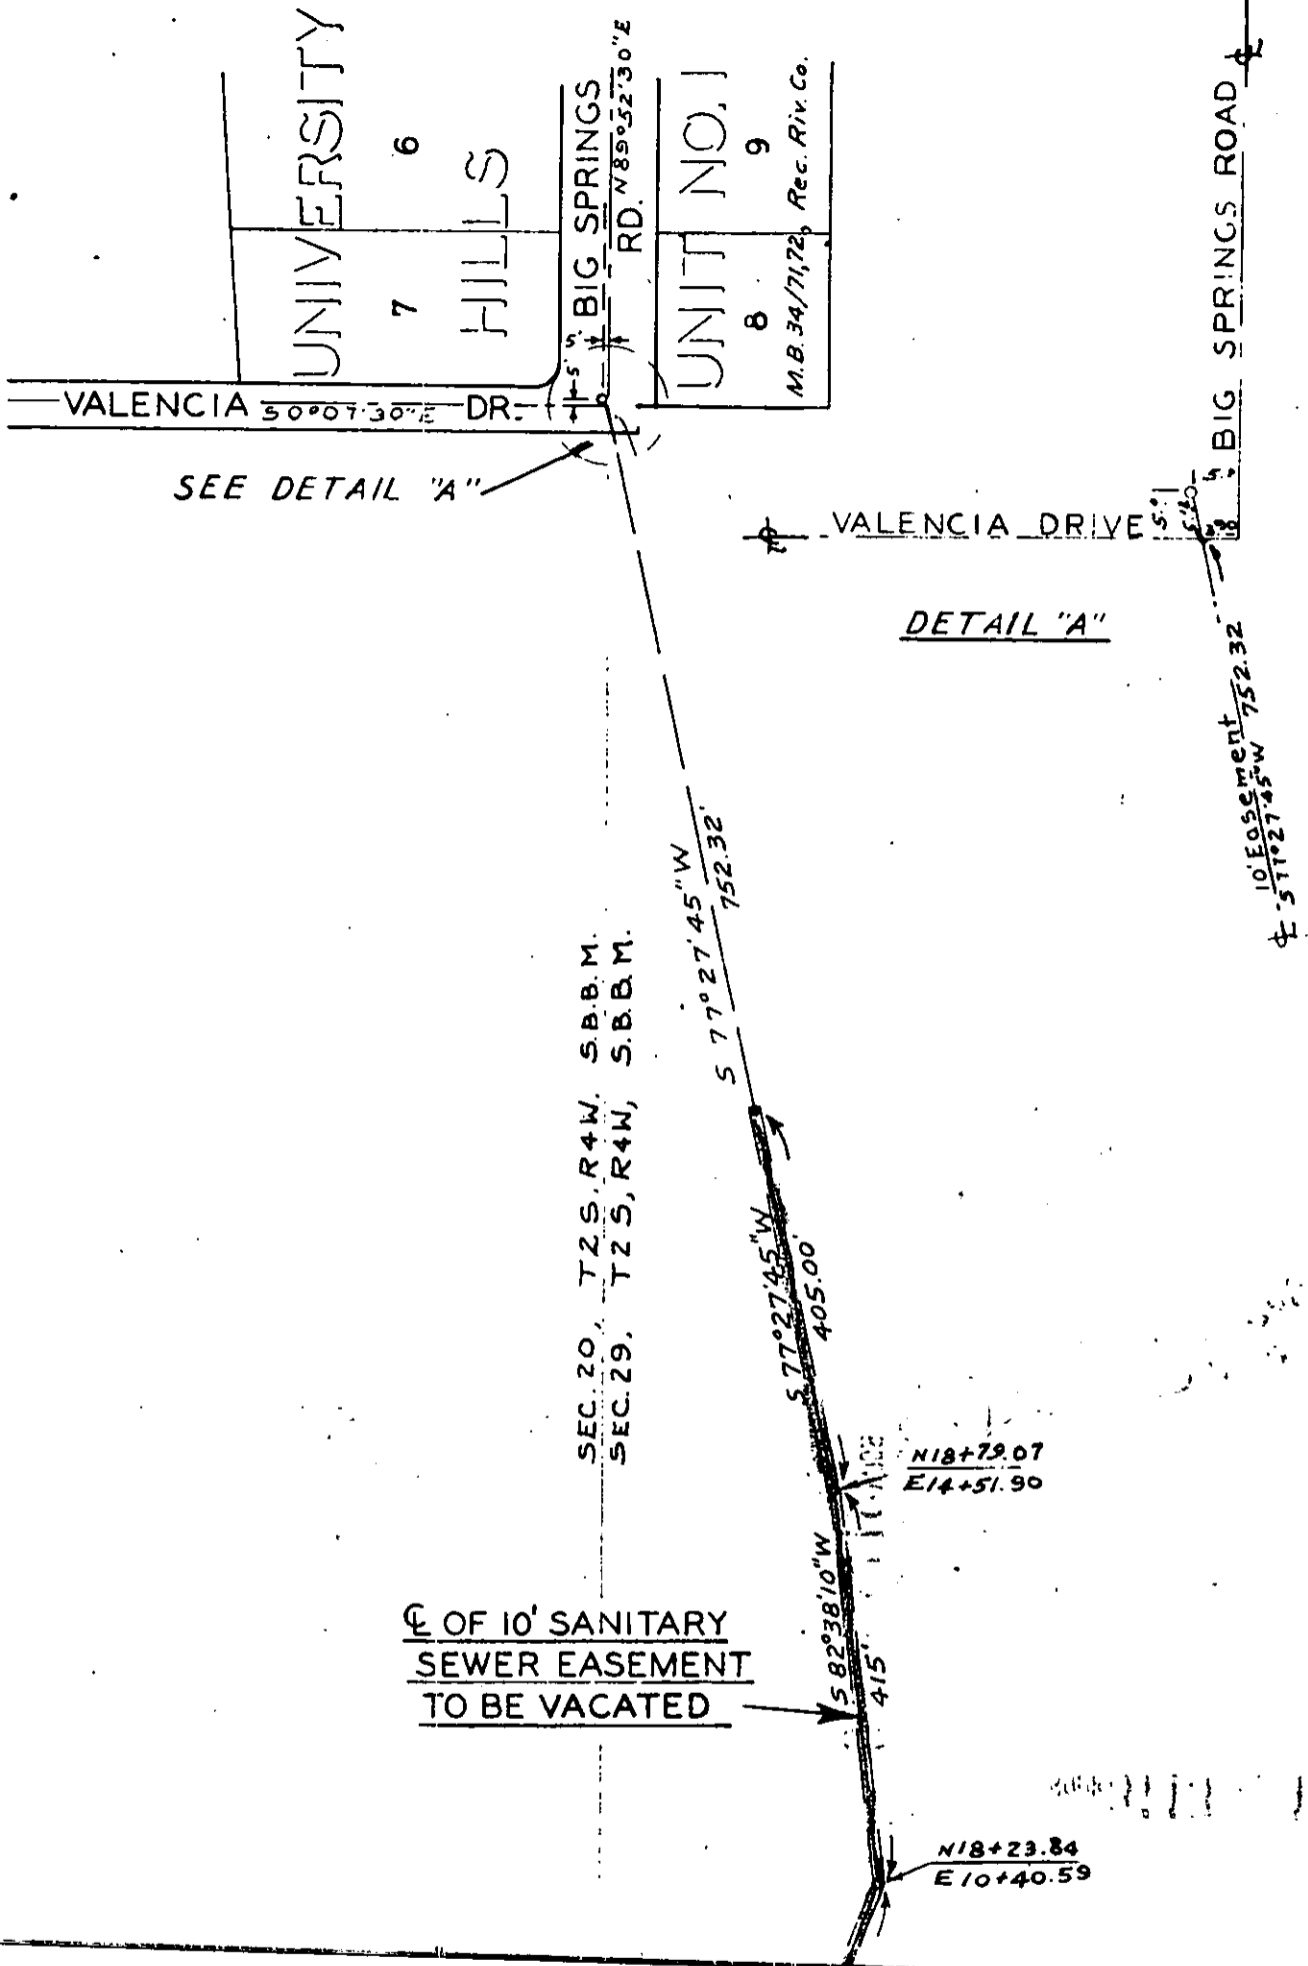 UNIVERSITY
HILLS
6
7
BIG SPRINGS
RD. N89°52'30"E
UNIT NO. 1
9
8
M.B. 34/71,72, Rec. Riv. Co.
VALENCIA S0°07'30"E DR.
5'
5'
SEE DETAIL "A"
BIG SPRINGS ROAD ℄
℄ VALENCIA DRIVE
5'
5'
DETAIL "A"
10' Easement 752.32
℄ S77°27'45"W
S 77°27'45"W
752.32'
SEC. 20, T2S, R4W. S.B.B.M.
SEC. 29, T2S, R4W, S.B.B.M.
S 77°27'45"W
405.00'
N18+79.07
E14+51.90
S 82°38'10"W
415'
℄ OF 10' SANITARY
SEWER EASEMENT
TO BE VACATED
N18+23.84
E10+40.59